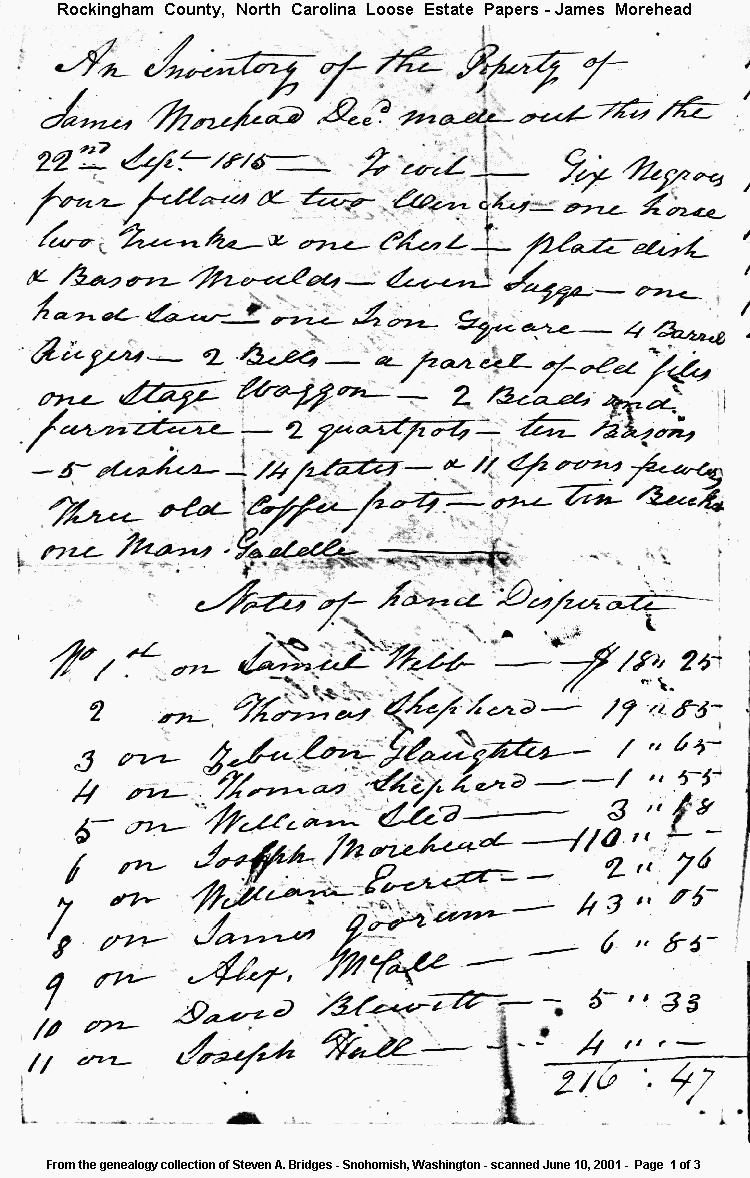 Rockingham County, North Carolina Loose Estate Papers - James Morehead
An Inventory of the Property of
James Morehead Decd. made out this the
22nd Sept. 1815 — To wit — Six Negroes
four fellows & two Wenches — one horse
two Trunks & one Chest — plate dish
& Bason Moulds — Seven Juggs — one
hand Saw — one Iron Square — 4 Barrel
Ringers — 2 Bells — a parcel of old files
one Stage Waggon — 2 Beads and
furniture — 2 quartpots — ten Basons
— 5 dishes — 14 plates — & 11 Spoons pewter
Three old Coffee pots — one tin
one Mans Saddle —
Notes of hand Disperate
No 1st on Samuel Webb — $ 18 " 25
2 on Thomas Shepherd — 19 " 85
3 on Zebulon Slaughter — 1 " 65
4 on Thomas Shepherd — 1 " 55
5 on William Sled — 3 " 18
6 on Joseph Morehead — 110 " - -
7 on William Everett - - 2 " 76
8 on James Goorum — 43 " 05
9 on Alex. McCall — — 6 " 85
10 on David Blewitt — - 5 " 33
11 on Joseph Hall — - - - 4 " " -
216 : 47
From the genealogy collection of Steven A. Bridges - Snohomish, Washington - scanned June 10, 2001 - Page 1 of 3